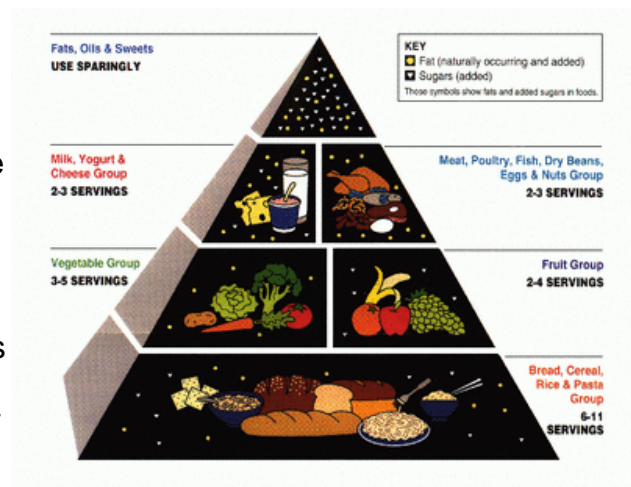 Fats, Oils & Sweets
USE SPARINGLY
KEY
Fat (naturally occurring and added)
Sugars (added)
These symbols show fats and added sugars in foods.
Milk, Yogurt &
Cheese Group
2-3 SERVINGS
Meat, Poultry, Fish, Dry Beans,
Eggs & Nuts Group
2-3 SERVINGS
Vegetable Group
3-5 SERVINGS
Fruit Group
2-4 SERVINGS
Bread, Cereal,
Rice & Pasta
Group
6-11
SERVINGS